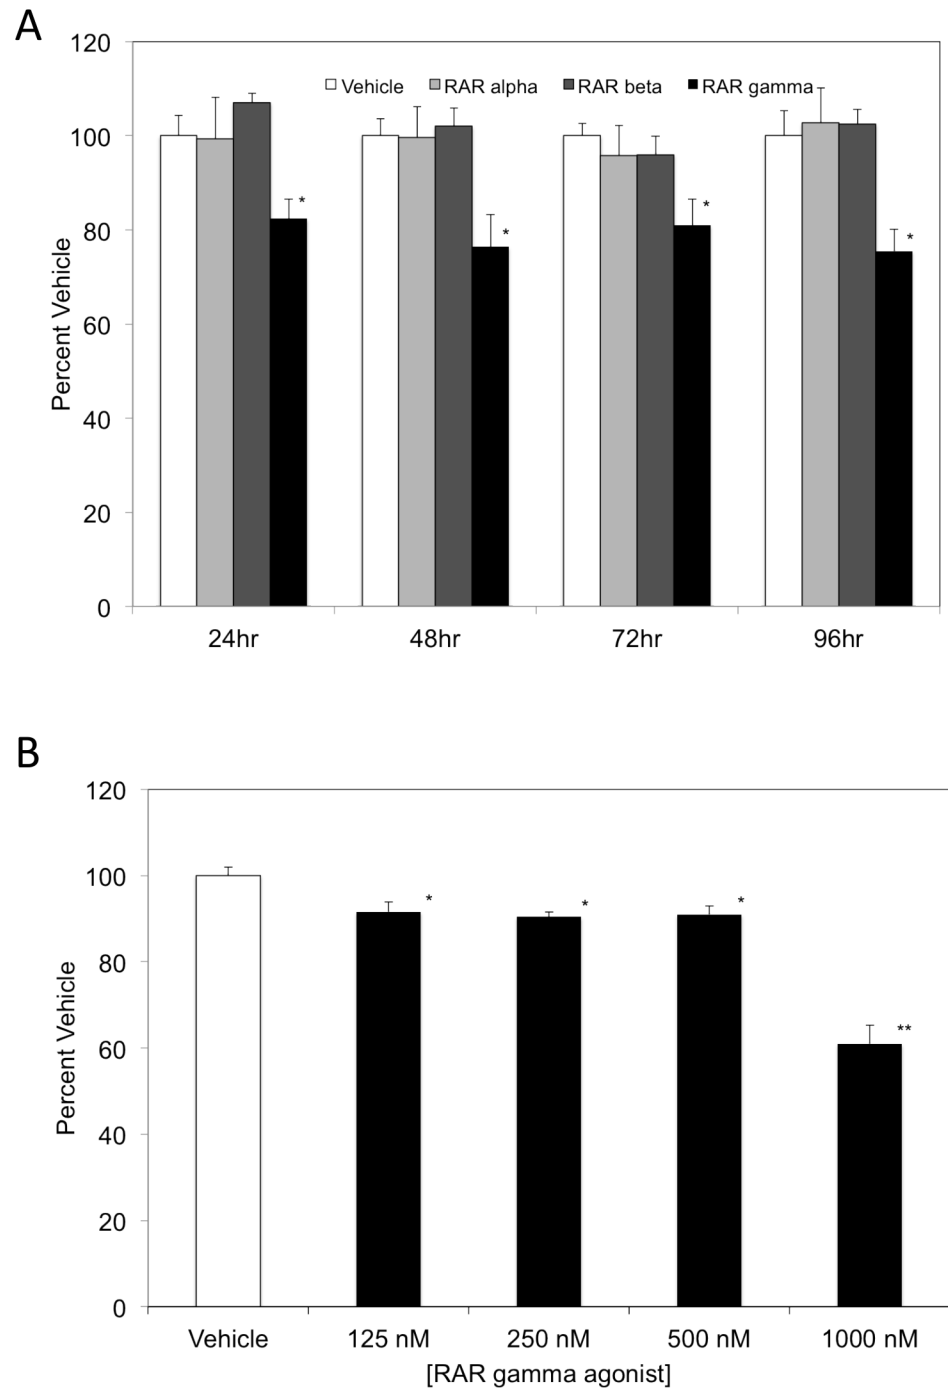 A
120
100
80
60
40
20
0
Percent Vehicle
Vehicle RAR alpha RAR beta RAR gamma
* * * *
24hr 48hr 72hr 96hr
B
120
100
80
60
40
20
0
Percent Vehicle
* * * **
Vehicle 125 nM 250 nM 500 nM 1000 nM
[RAR gamma agonist]